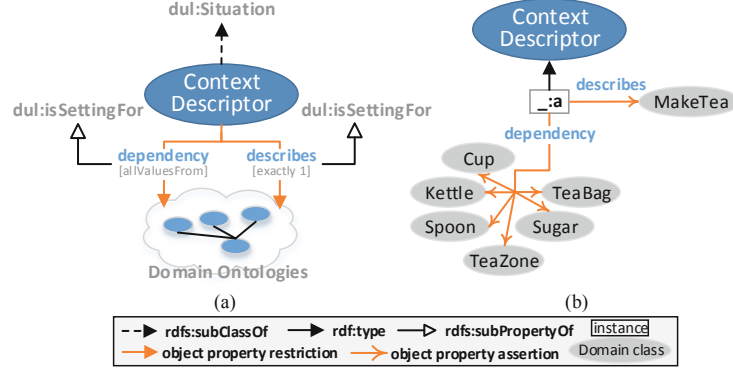 dul:Situation
Context
Descriptor
dul:isSettingFor
dul:isSettingFor
dependency
[allValuesFrom]
describes
[exactly 1]
Domain Ontologies
(a)
(b)
Context
Descriptor
_:a
describes
MakeTea
dependency
Cup
Kettle
TeaBag
Spoon
Sugar
TeaZone
rdfs:subClassOf
rdf:type
rdfs:subPropertyOf
instance
object property restriction
object property assertion
Domain class